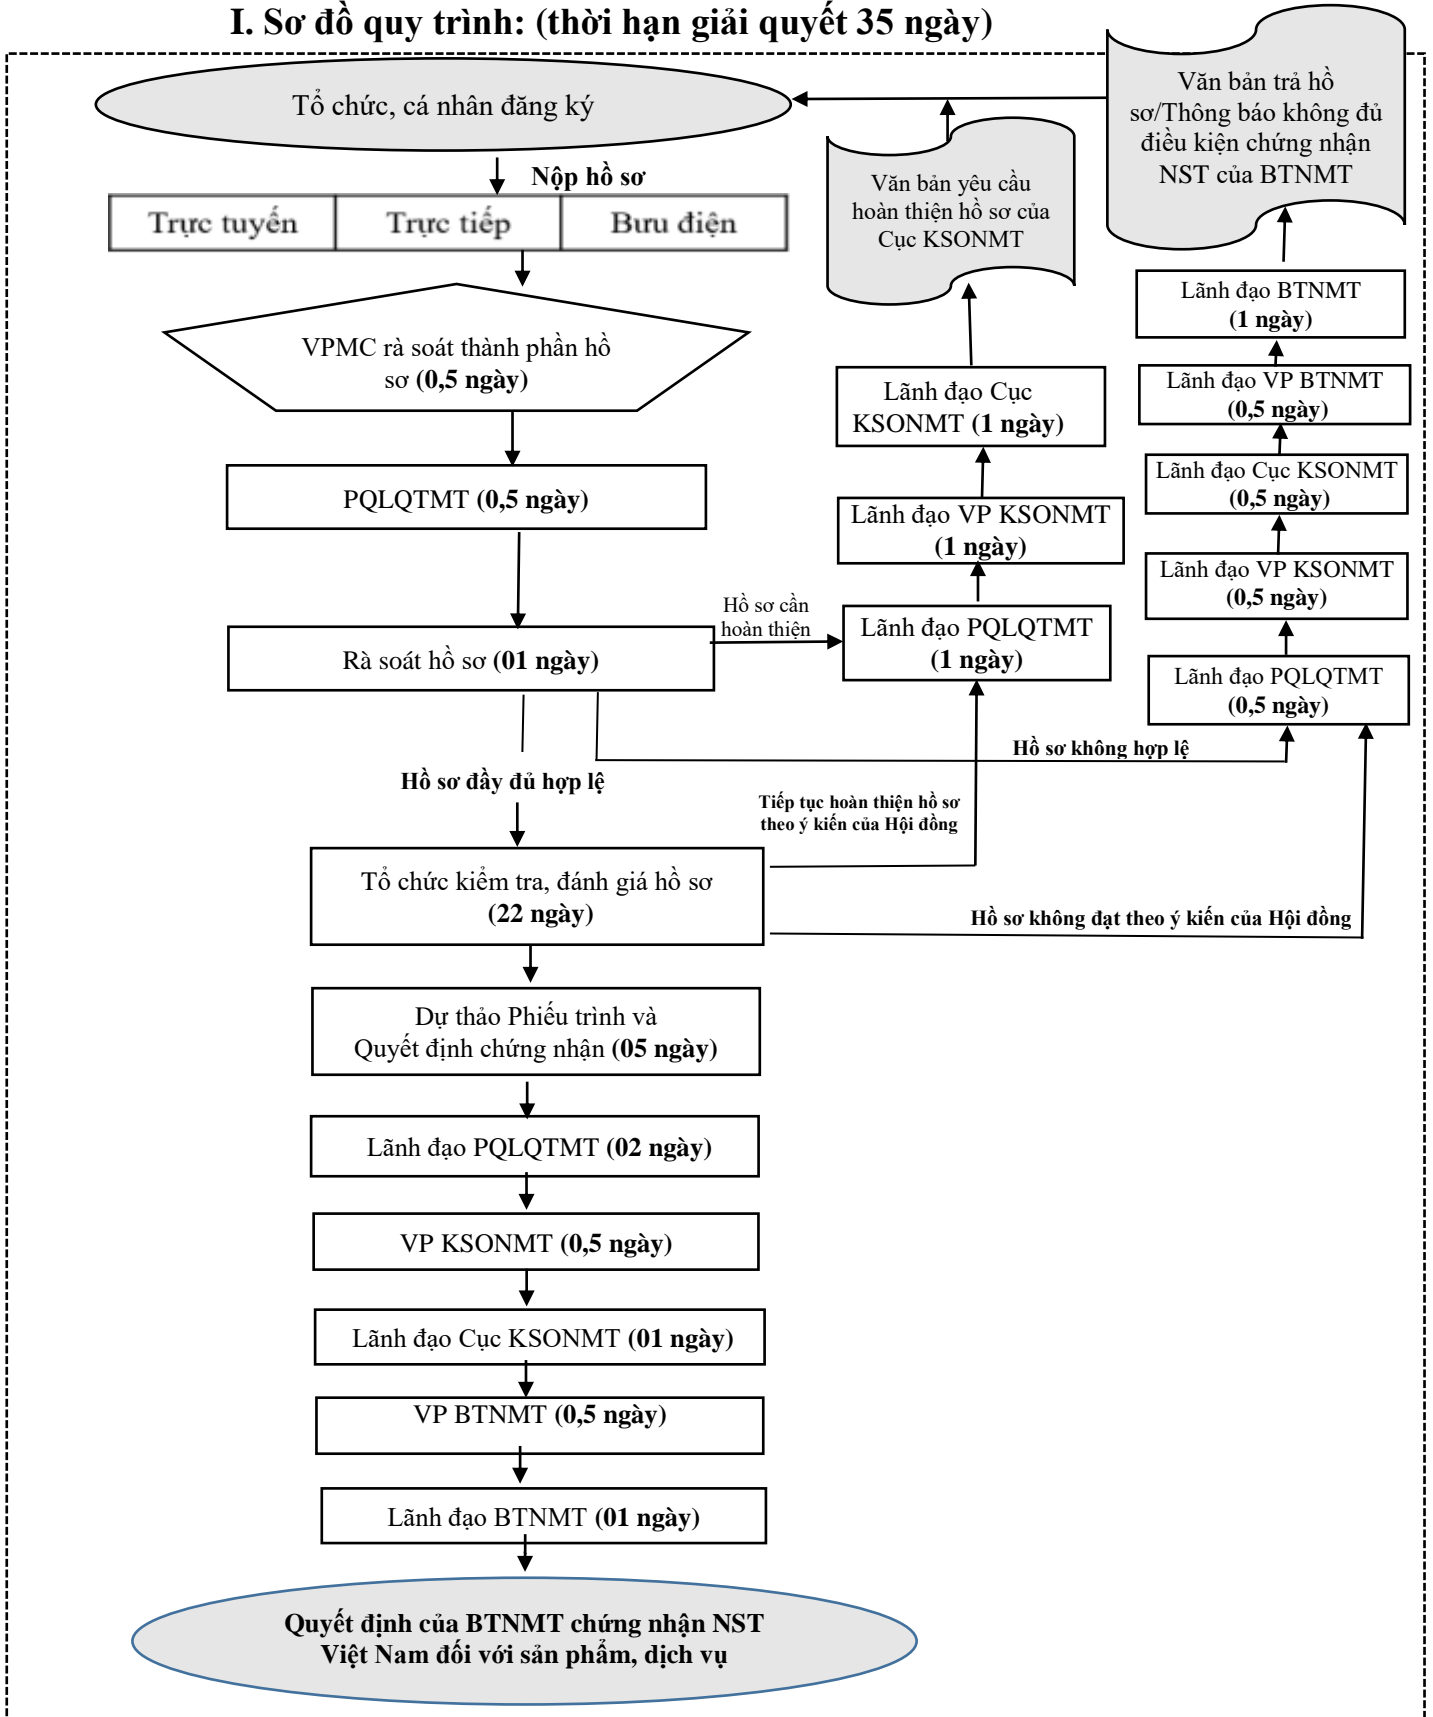 I. Sơ đồ quy trình: (thời hạn giải quyết 35 ngày)
Tổ chức, cá nhân đăng ký
Văn bản trả hồ
sơ/Thông báo không đủ
điều kiện chứng nhận
NST của BTNMT
Nộp hồ sơ
Trực tuyến
Trực tiếp
Bưu điện
Văn bản yêu cầu
hoàn thiện hồ sơ của
Cục KSONMT
VPMC rà soát thành phần hồ
sơ (0,5 ngày)
Lãnh đạo BTNMT
(1 ngày)
Lãnh đạo VP BTNMT
(0,5 ngày)
Lãnh đạo Cục
KSONMT (1 ngày)
Lãnh đạo Cục KSONMT
(0,5 ngày)
PQLQTMT (0,5 ngày)
Lãnh đạo VP KSONMT
(1 ngày)
Lãnh đạo VP KSONMT
(0,5 ngày)
Hồ sơ cần
hoàn thiện
Rà soát hồ sơ (01 ngày)
Lãnh đạo PQLQTMT
(1 ngày)
Lãnh đạo PQLQTMT
(0,5 ngày)
Hồ sơ không hợp lệ
Hồ sơ đầy đủ hợp lệ
Tiếp tục hoàn thiện hồ sơ
theo ý kiến của Hội đồng
Tổ chức kiểm tra, đánh giá hồ sơ
(22 ngày)
Hồ sơ không đạt theo ý kiến của Hội đồng
Dự thảo Phiếu trình và
Quyết định chứng nhận (05 ngày)
Lãnh đạo PQLQTMT (02 ngày)
VP KSONMT (0,5 ngày)
Lãnh đạo Cục KSONMT (01 ngày)
VP BTNMT (0,5 ngày)
Lãnh đạo BTNMT (01 ngày)
Quyết định của BTNMT chứng nhận NST
Việt Nam đối với sản phẩm, dịch vụ